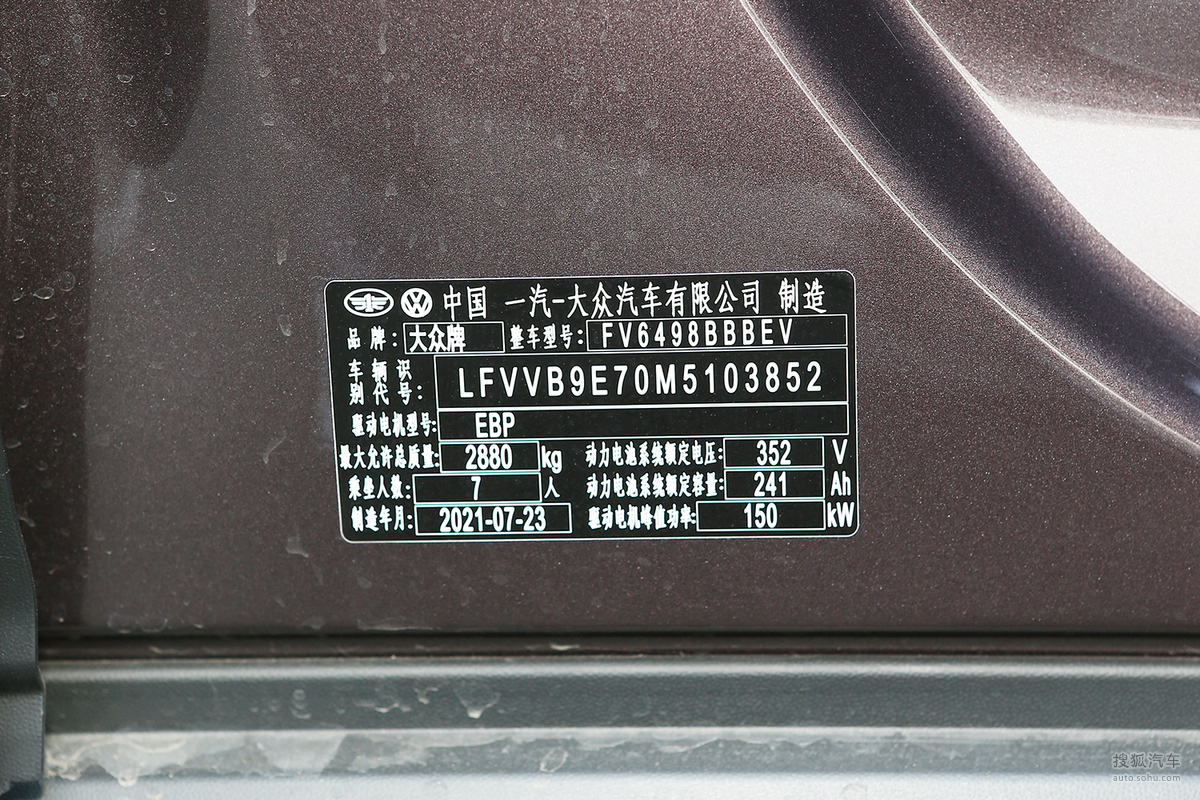 中国 一汽-大众汽车有限公司 制造
品牌: 大众牌 整车型号: FV6498BBBEV
车辆识别代号: LFVVB9E70M5103852
驱动电机型号: EBP
最大允许总质量: 2880 kg 动力电池系统额定电压: 352 V
乘坐人数: 7 人 动力电池系统额定容量: 241 Ah
制造年月: 2021-07-23 驱动电机峰值功率: 150 kW
搜狐汽车
auto.sohu.com